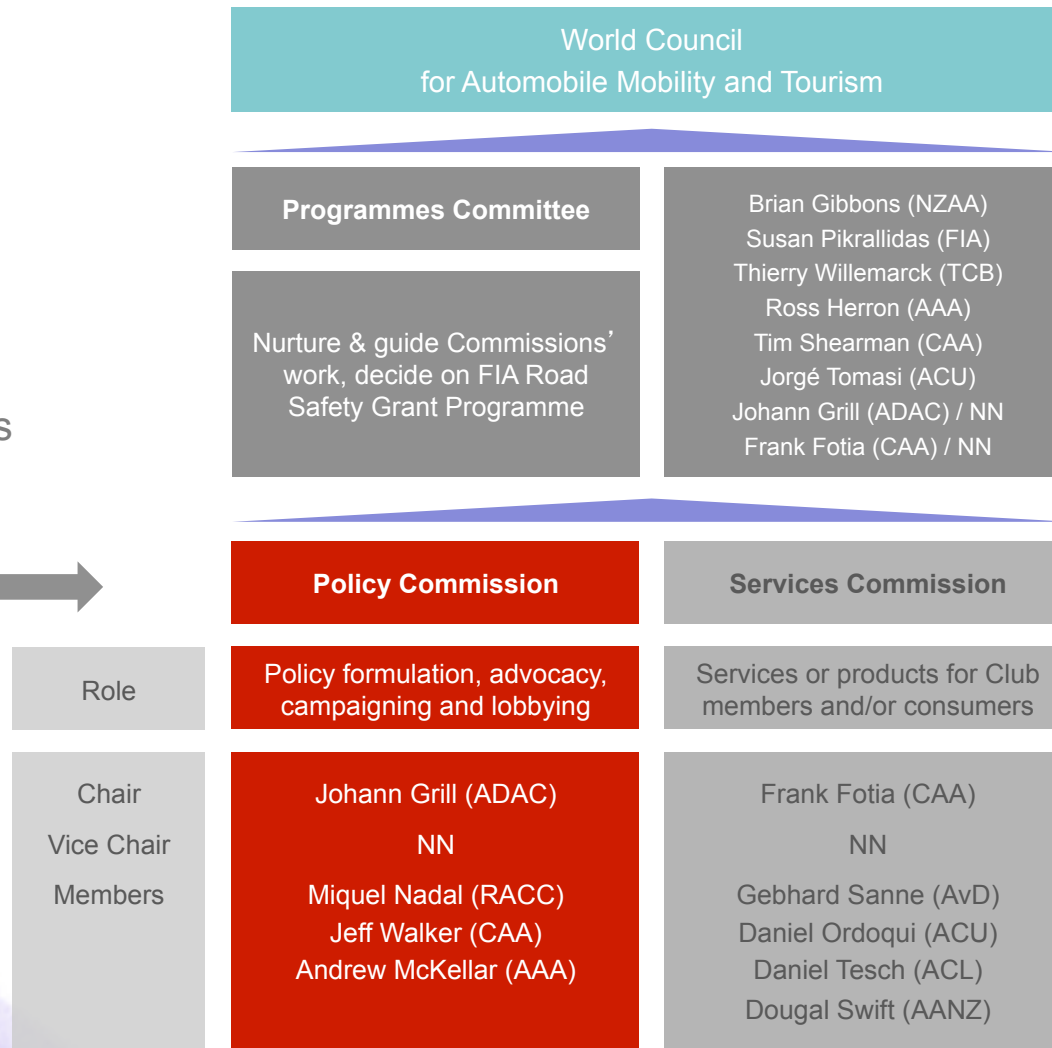 World Council
for Automobile Mobility and Tourism
Programmes Committee
Nurture & guide Commissions’
work, decide on FIA Road
Safety Grant Programme
Brian Gibbons (NZAA)
Susan Pikrallidas (FIA)
Thierry Willemarck (TCB)
Ross Herron (AAA)
Tim Shearman (CAA)
Jorgé Tomasi (ACU)
Johann Grill (ADAC) / NN
Frank Fotia (CAA) / NN
s
Policy Commission
Services Commission
Role
Policy formulation, advocacy,
campaigning and lobbying
Services or products for Club
members and/or consumers
Chair
Johann Grill (ADAC)
Frank Fotia (CAA)
Vice Chair
NN
NN
Members
Miquel Nadal (RACC)
Jeff Walker (CAA)
Andrew McKellar (AAA)
Gebhard Sanne (AvD)
Daniel Ordoqui (ACU)
Daniel Tesch (ACL)
Dougal Swift (AANZ)